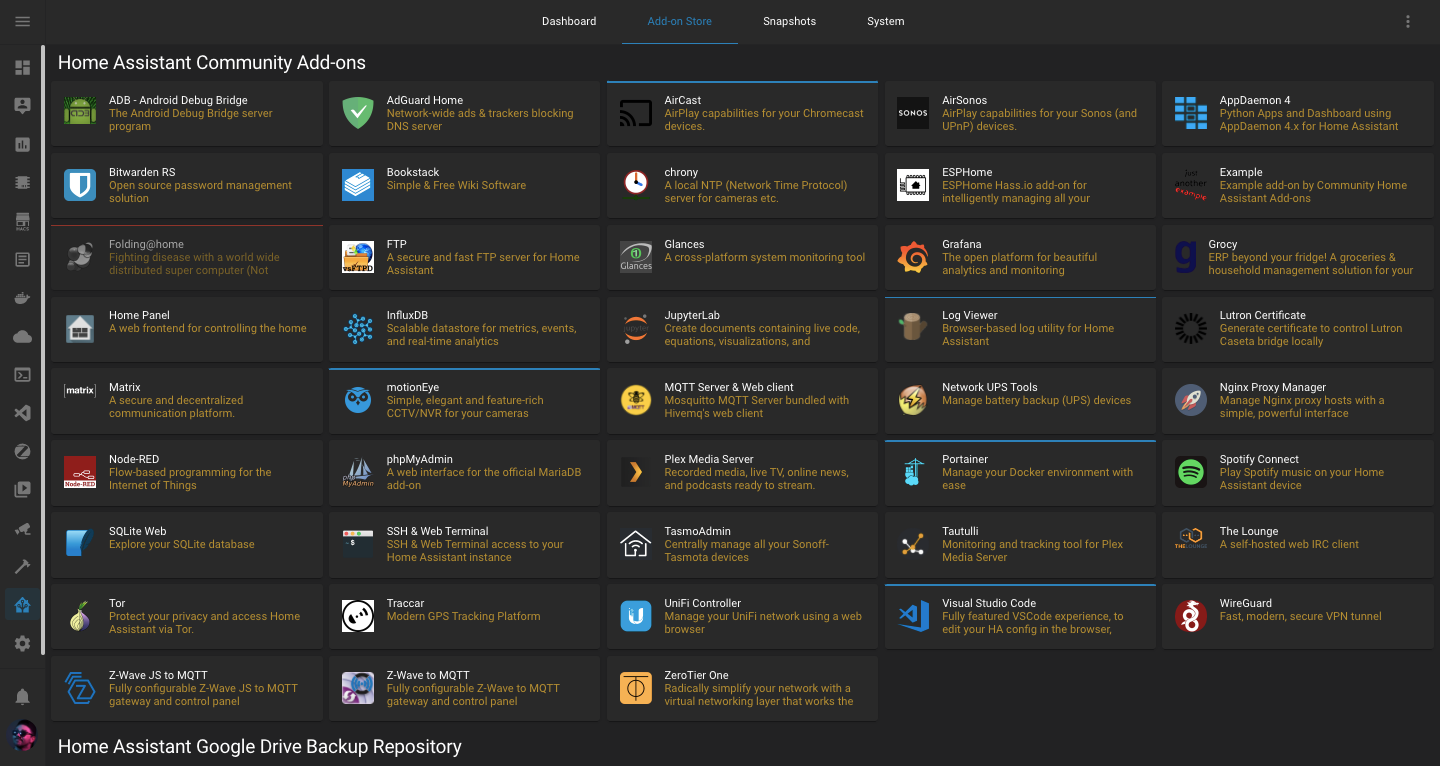 Dashboard
Add-on Store
Snapshots
System
MACS
Home Assistant Community Add-ons
ADB - Android Debug Bridge
The Android Debug Bridge server
program
AdGuard Home
Network-wide ads & trackers blocking
DNS server
AirCast
AirPlay capabilities for your Chromecast
devices.
SONOS
AirSonos
AirPlay capabilities for your Sonos (and
UPnP) devices.
AppDaemon 4
Python Apps and Dashboard using
AppDaemon 4.x for Home Assistant
Bitwarden RS
Open source password management
solution
Bookstack
Simple & Free Wiki Software
chrony
A local NTP (Network Time Protocol)
server for cameras etc.
ESPHome
ESPHome Hass.io add-on for
intelligently managing all your
Just
another
example
Example
Example add-on by Community Home
Assistant Add-ons
Folding@home
Fighting disease with a world wide
distributed super computer (Not
vsFTPD
FTP
A secure and fast FTP server for Home
Assistant
Glances
Glances
A cross-platform system monitoring tool
Grafana
The open platform for beautiful
analytics and monitoring
g
Grocy
ERP beyond your fridge! A groceries &
household management solution for your
Home Panel
A web frontend for controlling the home
InfluxDB
Scalable datastore for metrics, events,
and real-time analytics
jupyter
JupyterLab
Create documents containing live code,
equations, visualizations, and
Log Viewer
Browser-based log utility for Home
Assistant
Lutron Certificate
Generate certificate to control Lutron
Caseta bridge locally
[matrix]
Matrix
A secure and decentralized
communication platform.
motionEye
Simple, elegant and feature-rich
CCTV/NVR for your cameras
MQTT
MQTT Server & Web client
Mosquitto MQTT Server bundled with
Hivemq's web client
Network UPS Tools
Manage battery backup (UPS) devices
Nginx Proxy Manager
Manage Nginx proxy hosts with a
simple, powerful interface
Node-RED
Node-RED
Flow-based programming for the
Internet of Things
php
MyAdmin
phpMyAdmin
A web interface for the official MariaDB
add-on
Plex Media Server
Recorded media, live TV, online news,
and podcasts ready to stream.
Portainer
Manage your Docker environment with
ease
Spotify Connect
Play Spotify music on your Home
Assistant device
SQLite Web
Explore your SQLite database
~ $
SSH & Web Terminal
SSH & Web Terminal access to your
Home Assistant instance
TasmoAdmin
Centrally manage all your Sonoff-
Tasmota devices
Tautulli
Monitoring and tracking tool for Plex
Media Server
THELOUNGE
The Lounge
A self-hosted web IRC client
Tor
Protect your privacy and access Home
Assistant via Tor.
Traccar
Modern GPS Tracking Platform
U
UniFi Controller
Manage your UniFi network using a web
browser
Visual Studio Code
Fully featured VSCode experience, to
edit your HA config in the browser,
WireGuard
Fast, modern, secure VPN tunnel
Z-Wave JS to MQTT
Fully configurable Z-Wave JS to MQTT
gateway and control panel
Z-Wave to MQTT
Fully configurable Z-Wave to MQTT
gateway and control panel
ZeroTier One
Radically simplify your network with a
virtual networking layer that works the
Home Assistant Google Drive Backup Repository